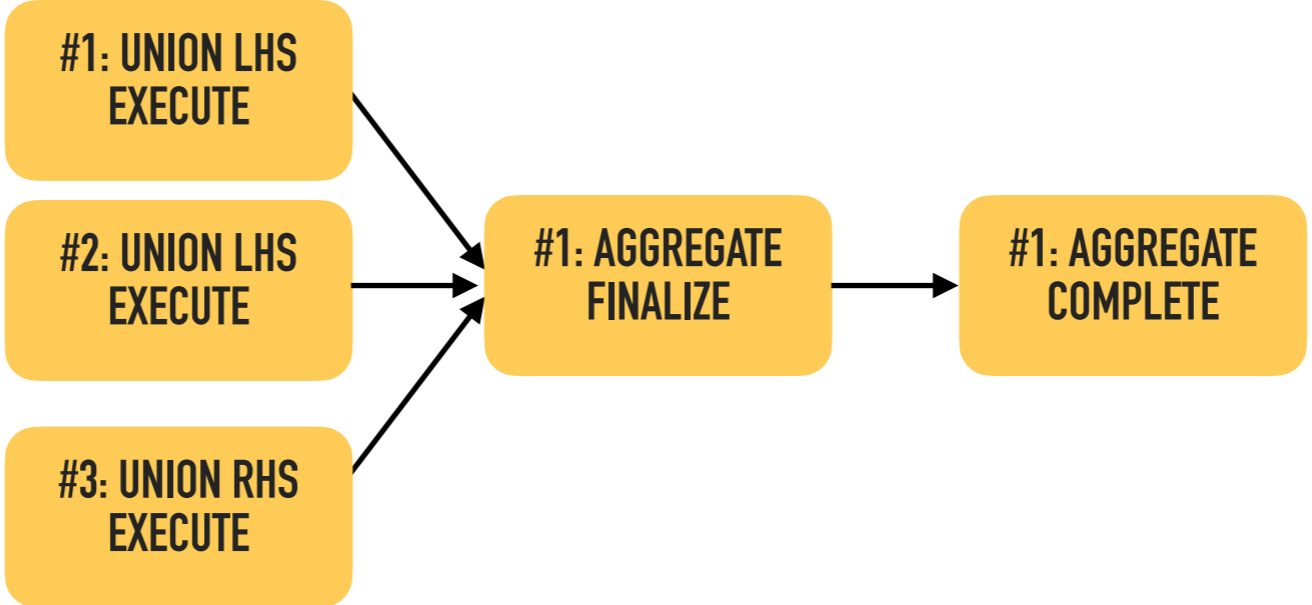 #1: UNION LHS
EXECUTE
#2: UNION LHS
EXECUTE
#3: UNION RHS
EXECUTE
#1: AGGREGATE
FINALIZE
#1: AGGREGATE
COMPLETE